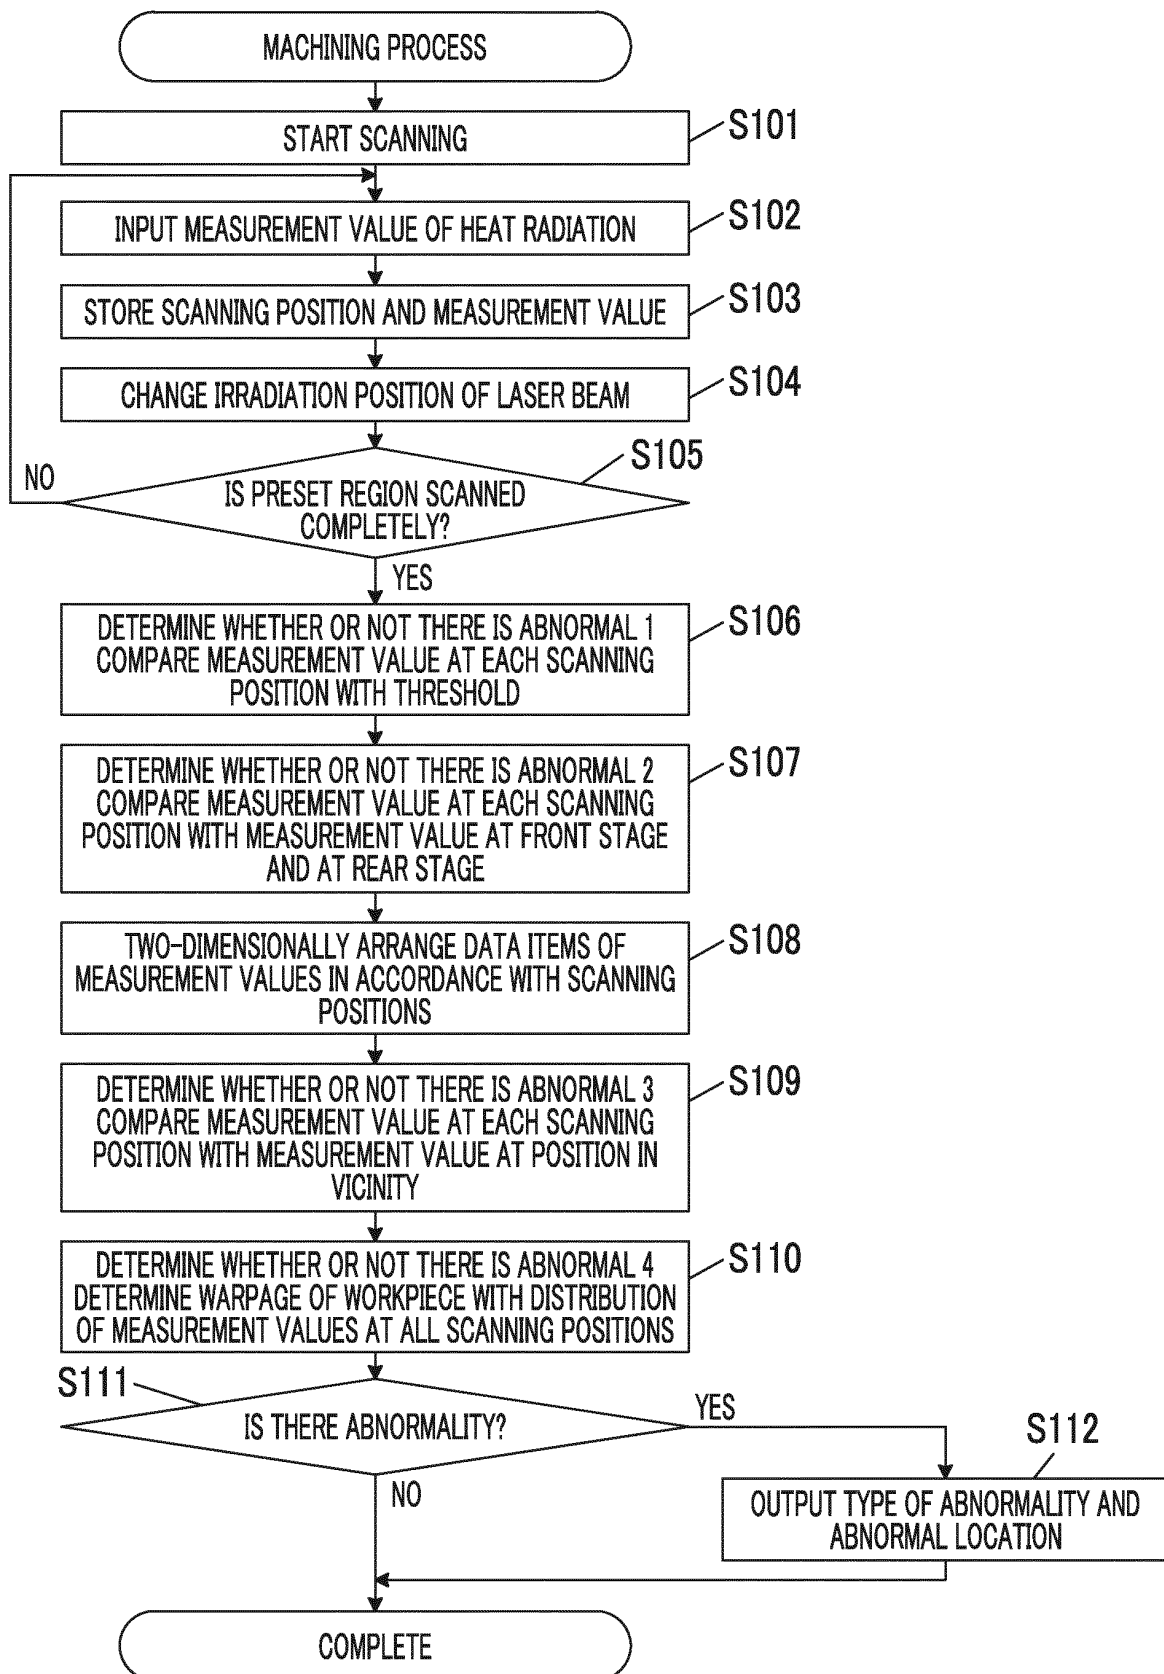 MACHINING PROCESS
START SCANNING
S101
INPUT MEASUREMENT VALUE OF HEAT RADIATION
S102
STORE SCANNING POSITION AND MEASUREMENT VALUE
S103
CHANGE IRRADIATION POSITION OF LASER BEAM
S104
S105
NO
IS PRESET REGION SCANNED
COMPLETELY?
YES
DETERMINE WHETHER OR NOT THERE IS ABNORMAL 1
COMPARE MEASUREMENT VALUE AT EACH SCANNING
POSITION WITH THRESHOLD
S106
DETERMINE WHETHER OR NOT THERE IS ABNORMAL 2
COMPARE MEASUREMENT VALUE AT EACH SCANNING
POSITION WITH MEASUREMENT VALUE AT FRONT STAGE
AND AT REAR STAGE
S107
TWO-DIMENSIONALLY ARRANGE DATA ITEMS OF
MEASUREMENT VALUES IN ACCORDANCE WITH SCANNING
POSITIONS
S108
DETERMINE WHETHER OR NOT THERE IS ABNORMAL 3
COMPARE MEASUREMENT VALUE AT EACH SCANNING
POSITION WITH MEASUREMENT VALUE AT POSITION IN
VICINITY
S109
DETERMINE WHETHER OR NOT THERE IS ABNORMAL 4
DETERMINE WARPAGE OF WORKPIECE WITH DISTRIBUTION
OF MEASUREMENT VALUES AT ALL SCANNING POSITIONS
S110
S111
IS THERE ABNORMALITY?
YES
NO
S112
OUTPUT TYPE OF ABNORMALITY AND
ABNORMAL LOCATION
COMPLETE